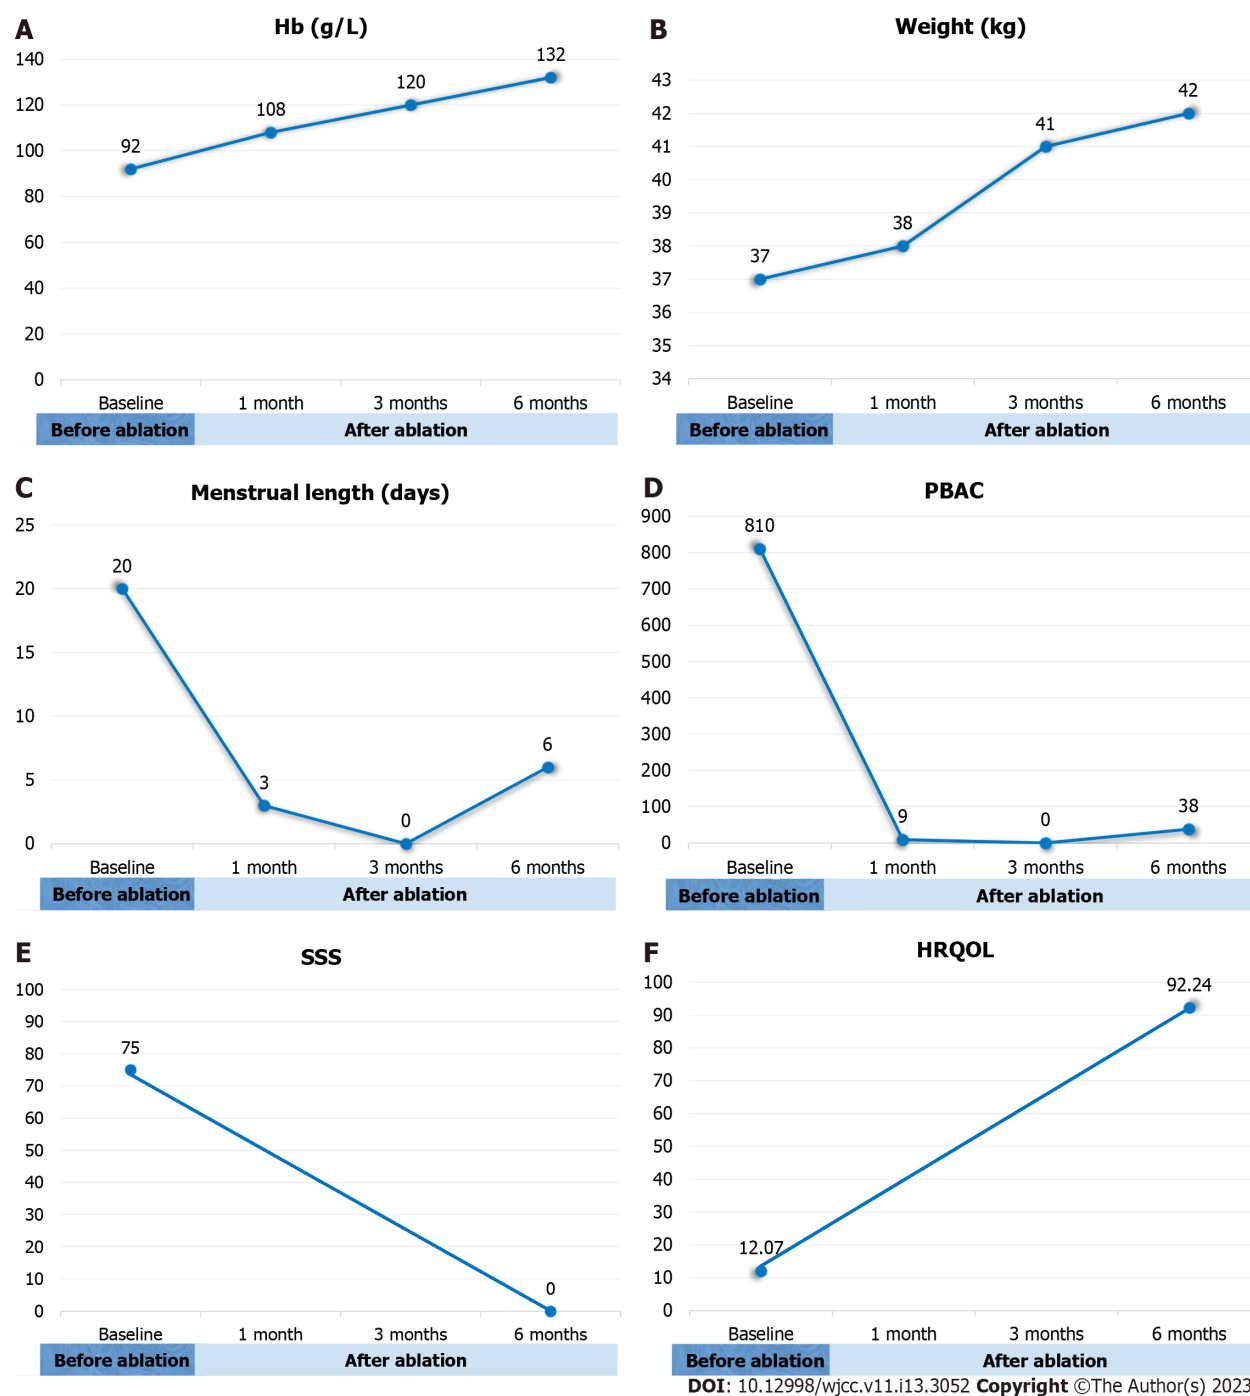 A
Hb (g/L)
140
120
100
80
60
40
20
0
92
108
120
132
Baseline
1 month
3 months
6 months
Before ablation
After ablation
B
Weight (kg)
43
42
41
40
39
38
37
36
35
34
37
38
41
42
Baseline
1 month
3 months
6 months
Before ablation
After ablation
C
Menstrual length (days)
25
20
15
10
5
0
20
3
0
6
Baseline
1 month
3 months
6 months
Before ablation
After ablation
D
PBAC
900
800
700
600
500
400
300
200
100
0
810
9
0
38
Baseline
1 month
3 months
6 months
Before ablation
After ablation
E
SSS
100
90
80
70
60
50
40
30
20
10
0
75
0
Baseline
1 month
3 months
6 months
Before ablation
After ablation
F
HRQOL
100
90
80
70
60
50
40
30
20
10
0
12.07
92.24
Baseline
1 month
3 months
6 months
Before ablation
After ablation
DOI: 10.12998/wjcc.v11.i13.3052 Copyright ©The Author(s) 2023